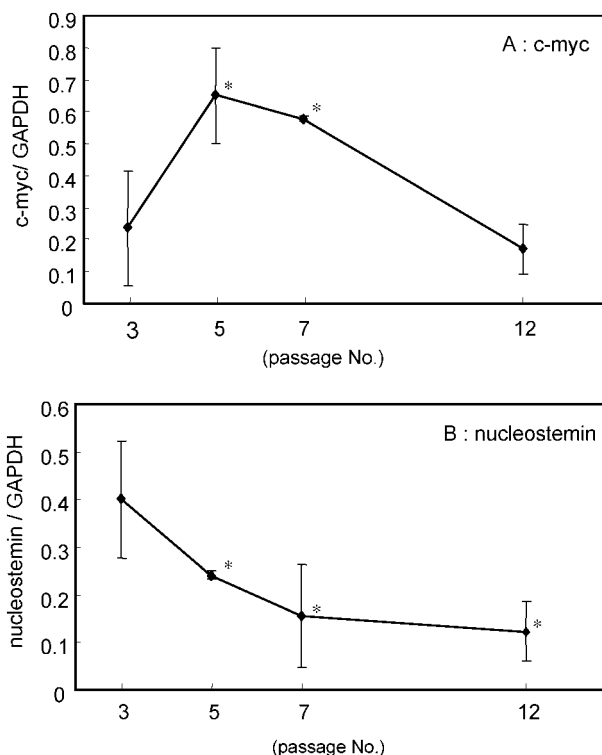 A : c-myc
c-myc/ GAPDH
0.9
0.8
0.7
0.6
0.5
0.4
0.3
0.2
0.1
0
*
*
3 5 7 12
(passage No.)
B : nucleostemin
nucleostemin / GAPDH
0.6
0.5
0.4
0.3
0.2
0.1
0
*
*
*
3 5 7 12
(passage No.)